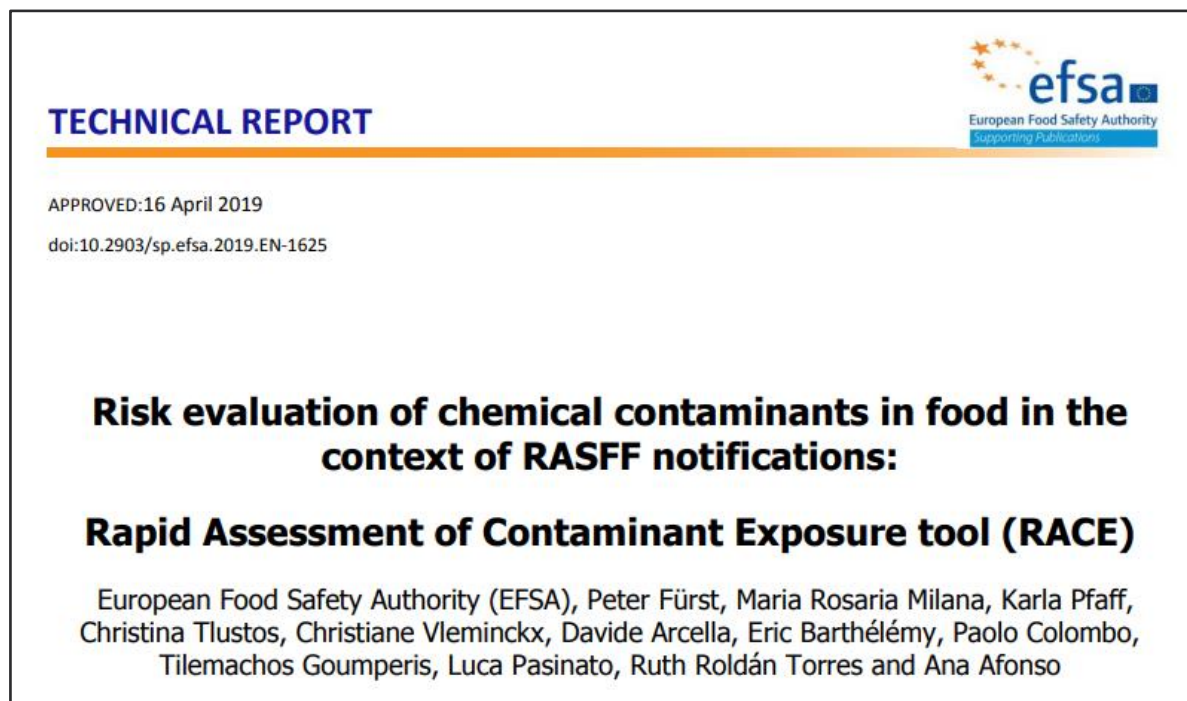 efsa
European Food Safety Authority
Supporting Publications
TECHNICAL REPORT
APPROVED:16 April 2019
doi:10.2903/sp.efsa.2019.EN-1625
Risk evaluation of chemical contaminants in food in the
context of RASFF notifications:
Rapid Assessment of Contaminant Exposure tool (RACE)
European Food Safety Authority (EFSA), Peter Fürst, Maria Rosaria Milana, Karla Pfaff,
Christina Tlustos, Christiane Vleminckx, Davide Arcella, Eric Barthélémy, Paolo Colombo,
Tilemachos Goumperis, Luca Pasinato, Ruth Roldán Torres and Ana Afonso